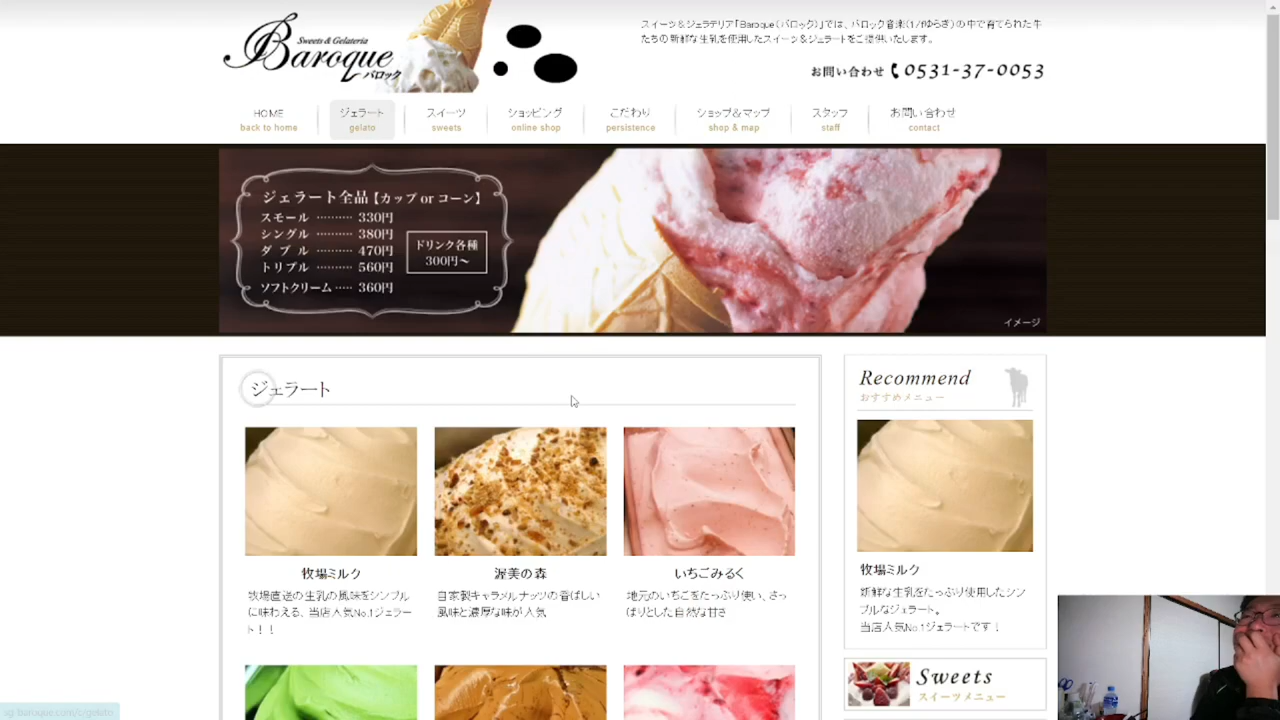 Sweets & Gelateria
Baroque
バロック
スイーツ&ジェラテリア「Baroque(バロック)」では、バロック音楽(1/fゆらぎ)の中で育てられた牛
たちの新鮮な生乳を使用したスイーツ&ジェラートをご提供いたします。
お問い合わせ 0531-37-0053
HOME ジェラート スイーツ ショッピング こだわり ショップ&マップ スタッフ お問い合わせ
back to home gelato sweets online shop persistence shop & map staff contact
ジェラート全品【カップ or コーン】
スモール ………… 330円
シングル ………… 380円
ダブル ………… 470円
トリプル ………… 560円
ソフトクリーム …… 360円
ドリンク各種
300円~
イメージ
ジェラート
牧場ミルク
牧場直送の生乳の風味をシンプル
に味わえる、当店人気No.1ジェラー
ト!!
渥美の森
自家製キャラメルナッツの香ばしい
風味と濃厚な味が人気
いちごみるく
地元のいちごをたっぷり使い、さっ
ぱりとした自然な甘さ
Recommend
おすすめメニュー
牧場ミルク
新鮮な生乳をたっぷり使用したシン
プルなジェラート。
当店人気No.1ジェラートです!
Sweets
スイーツメニュー
sg-baroque.com/c-gelato